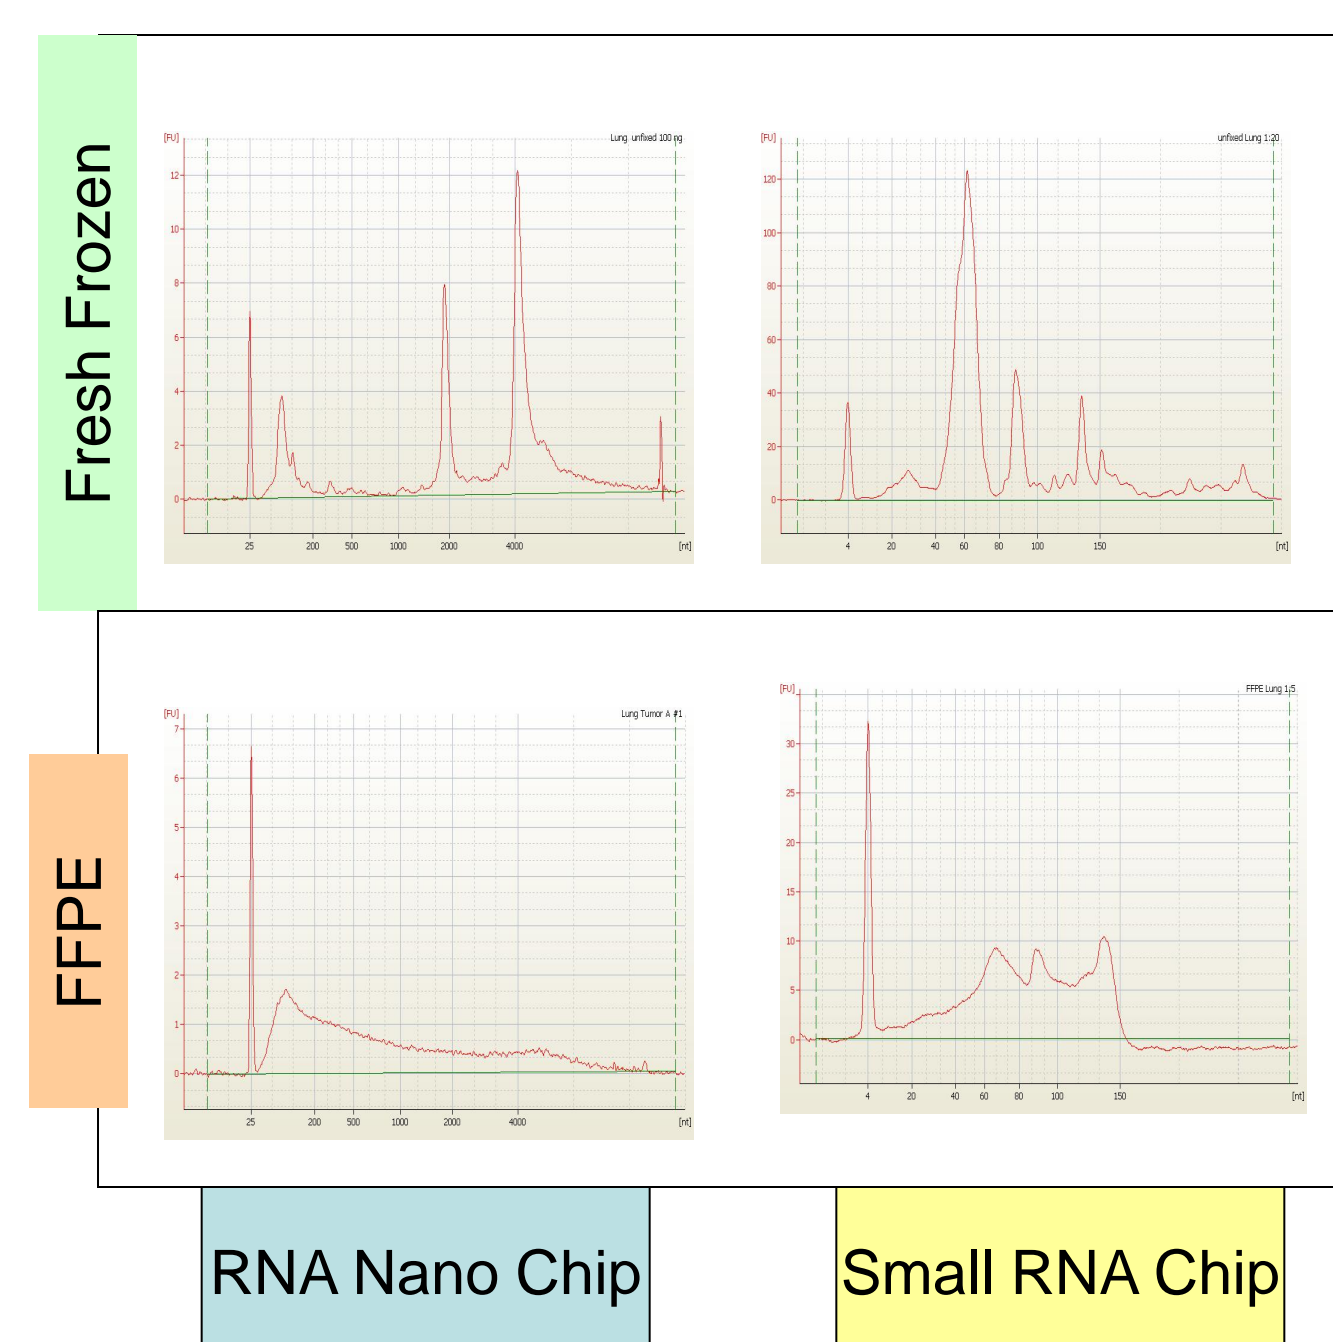 Fresh Frozen
[FU]
Lung unfixed 100 ng
12
10
8
6
4
2
0
25 200 500 1000 2000 4000 [nt]
[FU]
unfixed Lung 1:20
120
100
80
60
40
20
0
4 20 40 60 80 100 150 [nt]
FFPE
[FU]
Lung Tumor A #1
7
6
5
4
3
2
1
0
25 200 500 1000 2000 4000 [nt]
[FU]
FFPE Lung 1:5
30
25
20
15
10
5
0
4 20 40 60 80 100 150 [nt]
RNA Nano Chip
Small RNA Chip